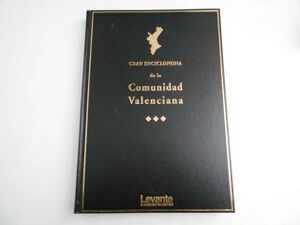 GRAN ENCICLOPEDIA
de la
Comunidad
Valenciana
Levante